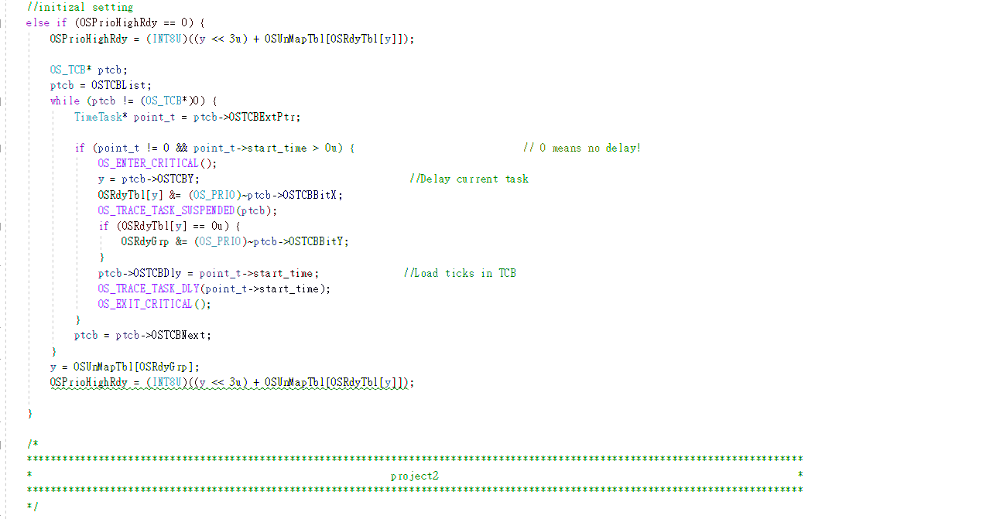 //initizal setting
else if (OSPrioHighRdy == 0) {
OSPrioHighRdy = (INT8U)((y << 3u) + OSUnMapTbl[OSRdyTbl[y]]);
OS_TCB* ptcb;
ptcb = OSTCBList;
while (ptcb != (OS_TCB*)0) {
TimeTask* point_t = ptcb->OSTCBExtPtr;
if (point_t != 0 && point_t->start_time > 0u) { // 0 means no delay!
OS_ENTER_CRITICAL();
y = ptcb->OSTCBY; //Delay current task
OSRdyTbl[y] &= (OS_PRIO)~ptcb->OSTCBBitX;
OS_TRACE_TASK_SUSPENDED(ptcb);
if (OSRdyTbl[y] == 0u) {
OSRdyGrp &= (OS_PRIO)~ptcb->OSTCBBitY;
}
ptcb->OSTCBDly = point_t->start_time; //Load ticks in TCB
OS_TRACE_TASK_DLY(point_t->start_time);
OS_EXIT_CRITICAL();
}
ptcb = ptcb->OSTCBNext;
}
y = OSUnMapTbl[OSRdyGrp];
OSPrioHighRdy = (INT8U)((y << 3u) + OSUnMapTbl[OSRdyTbl[y]]);
}
/*
*********************************************************************************************************
* project2 *
*********************************************************************************************************
*/